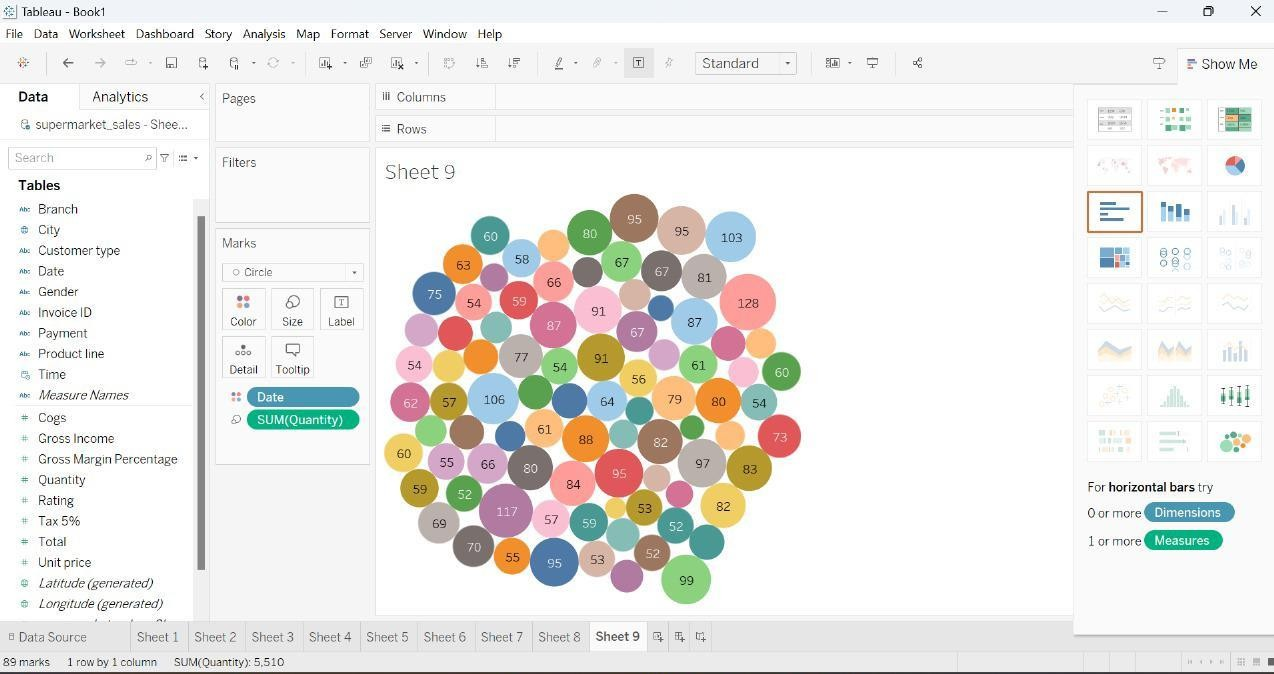 Tableau - Book1
File Data Worksheet Dashboard Story Analysis Map Format Server Window Help
Standard
Show Me
Data Analytics
supermarket_sales - Shee...
Search
Tables
Abc Branch
City
Abc Customer type
Abc Date
Abc Gender
Abc Invoice ID
Abc Payment
Abc Product line
Time
Abc Measure Names
# Cogs
# Gross Income
# Gross Margin Percentage
# Quantity
# Rating
# Tax 5%
# Total
# Unit price
Latitude (generated)
Longitude (generated)
Pages
Filters
Marks
Circle
Color Size Label
Detail Tooltip
Date
SUM(Quantity)
Columns
Rows
Sheet 9
95
80 95
60 103
58
63 67 67 81
66
75 54 59 91 128
87 67 87
77 91
54 54 61
56 60
62 57 106 64 79 80 54
61 88 82 73
60 55 66 80 95 97 83
59 52 84
117 53 82
69 57 59 52
70 55 95 53 52
99
For horizontal bars try
0 or more Dimensions
1 or more Measures
Data Source Sheet 1 Sheet 2 Sheet 3 Sheet 4 Sheet 5 Sheet 6 Sheet 7 Sheet 8 Sheet 9
89 marks 1 row by 1 column SUM(Quantity): 5,510